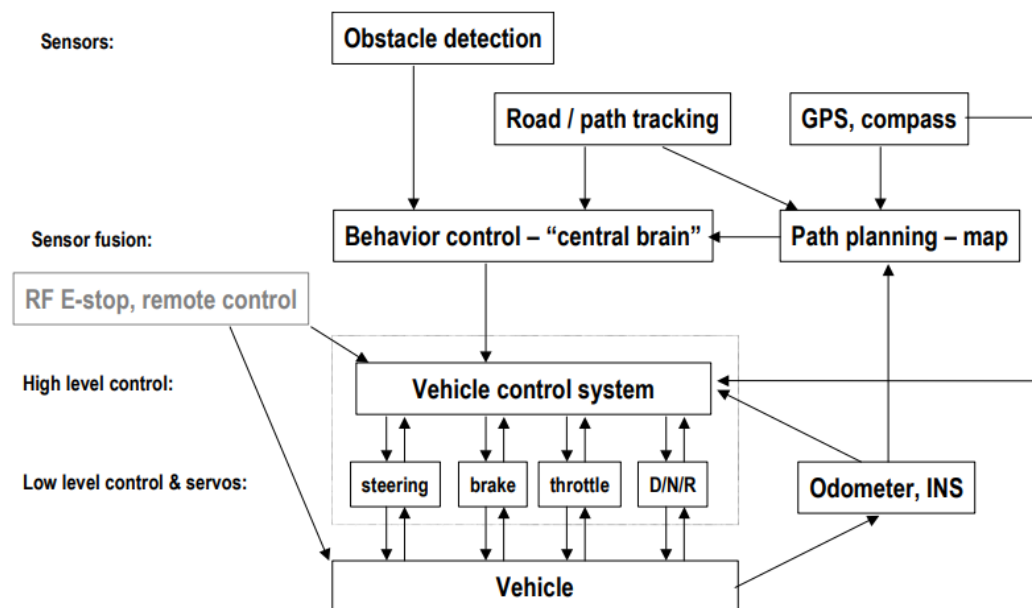 Sensors:
Obstacle detection
Road / path tracking
GPS, compass
Sensor fusion:
Behavior control – “central brain”
Path planning – map
RF E-stop, remote control
High level control:
Vehicle control system
Low level control & servos:
steering
brake
throttle
D/N/R
Odometer, INS
Vehicle